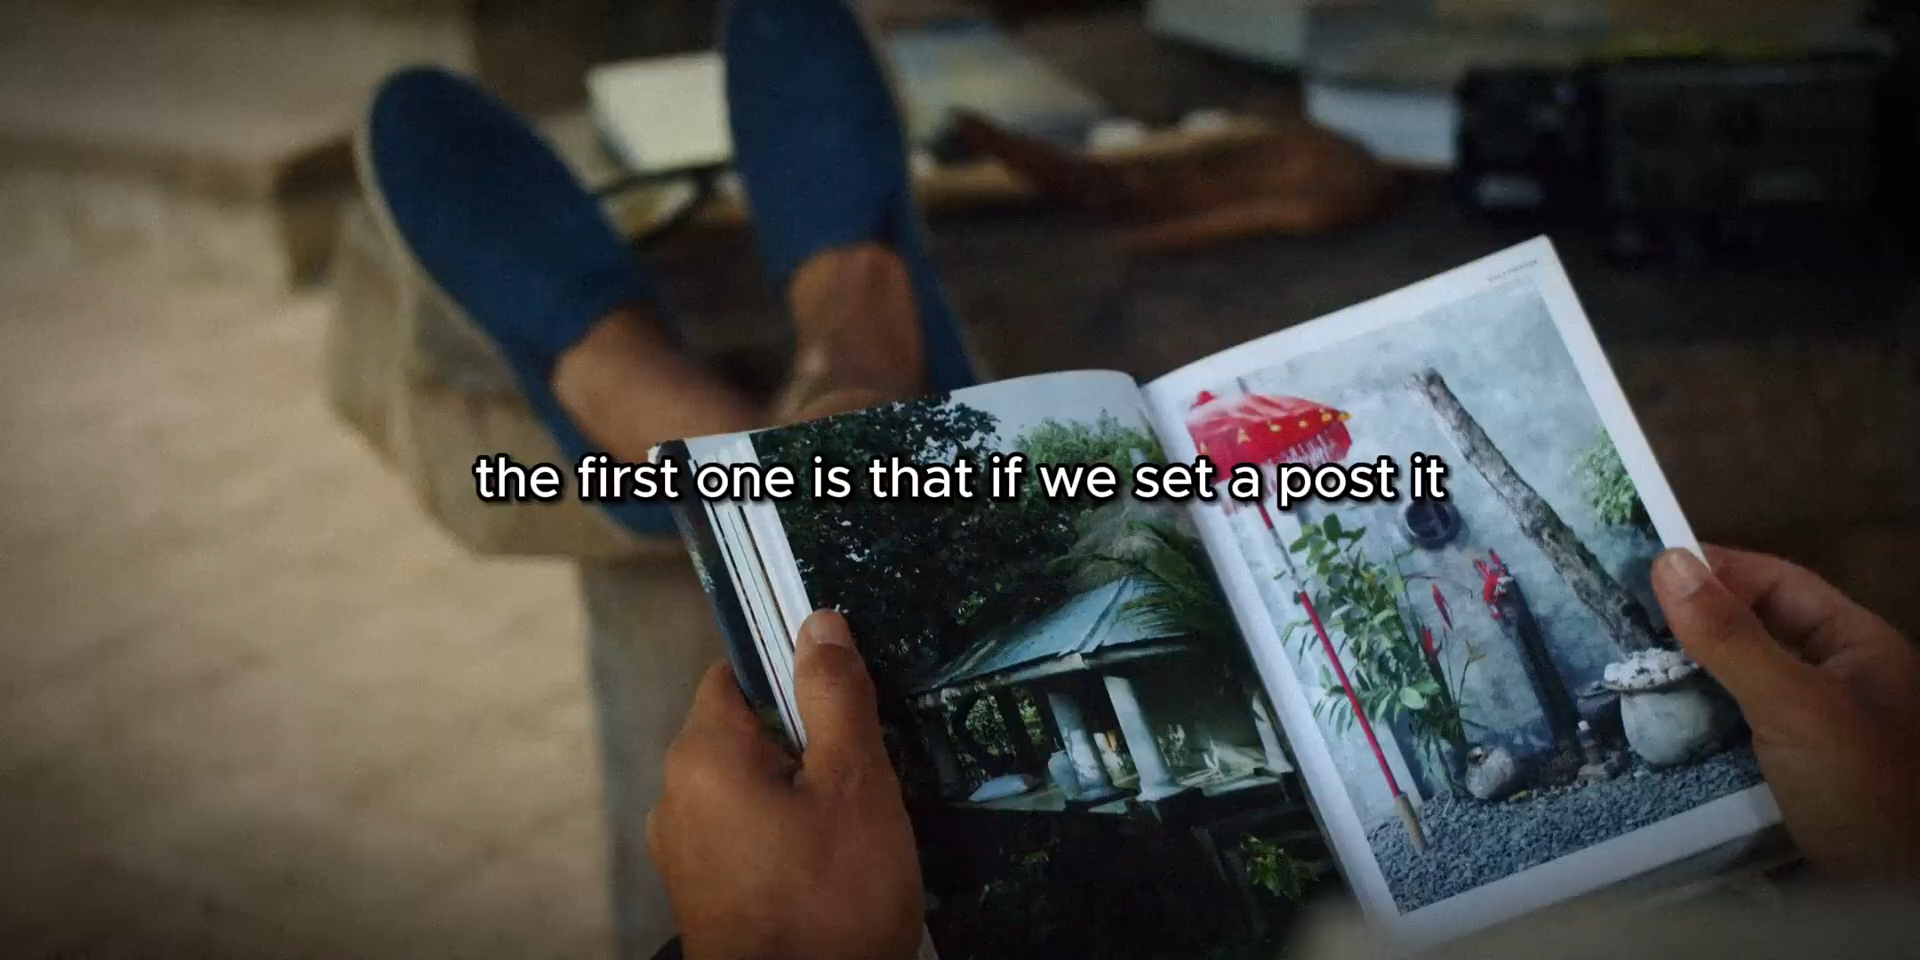 the first one is that if we set a post it